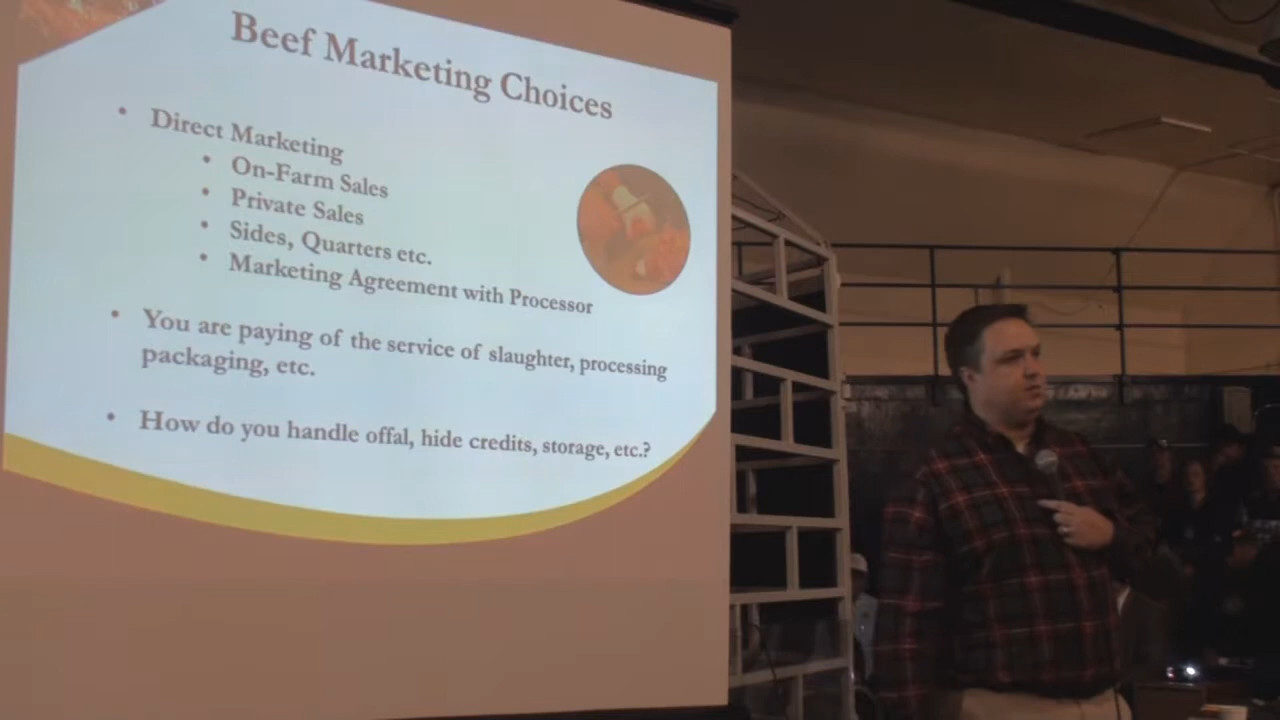 Beef Marketing Choices
• Direct Marketing
• On-Farm Sales
• Private Sales
• Sides, Quarters etc.
• Marketing Agreement with Processor
• You are paying of the service of slaughter, processing
packaging, etc.
• How do you handle offal, hide credits, storage, etc.?